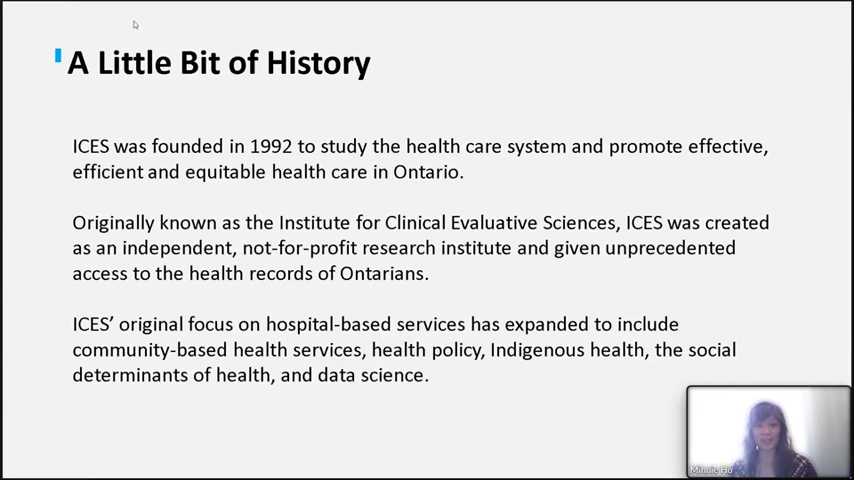 A Little Bit of History
ICES was founded in 1992 to study the health care system and promote effective,
efficient and equitable health care in Ontario.
Originally known as the Institute for Clinical Evaluative Sciences, ICES was created
as an independent, not-for-profit research institute and given unprecedented
access to the health records of Ontarians.
ICES’ original focus on hospital-based services has expanded to include
community-based health services, health policy, Indigenous health, the social
determinants of health, and data science.
Minnie Ho